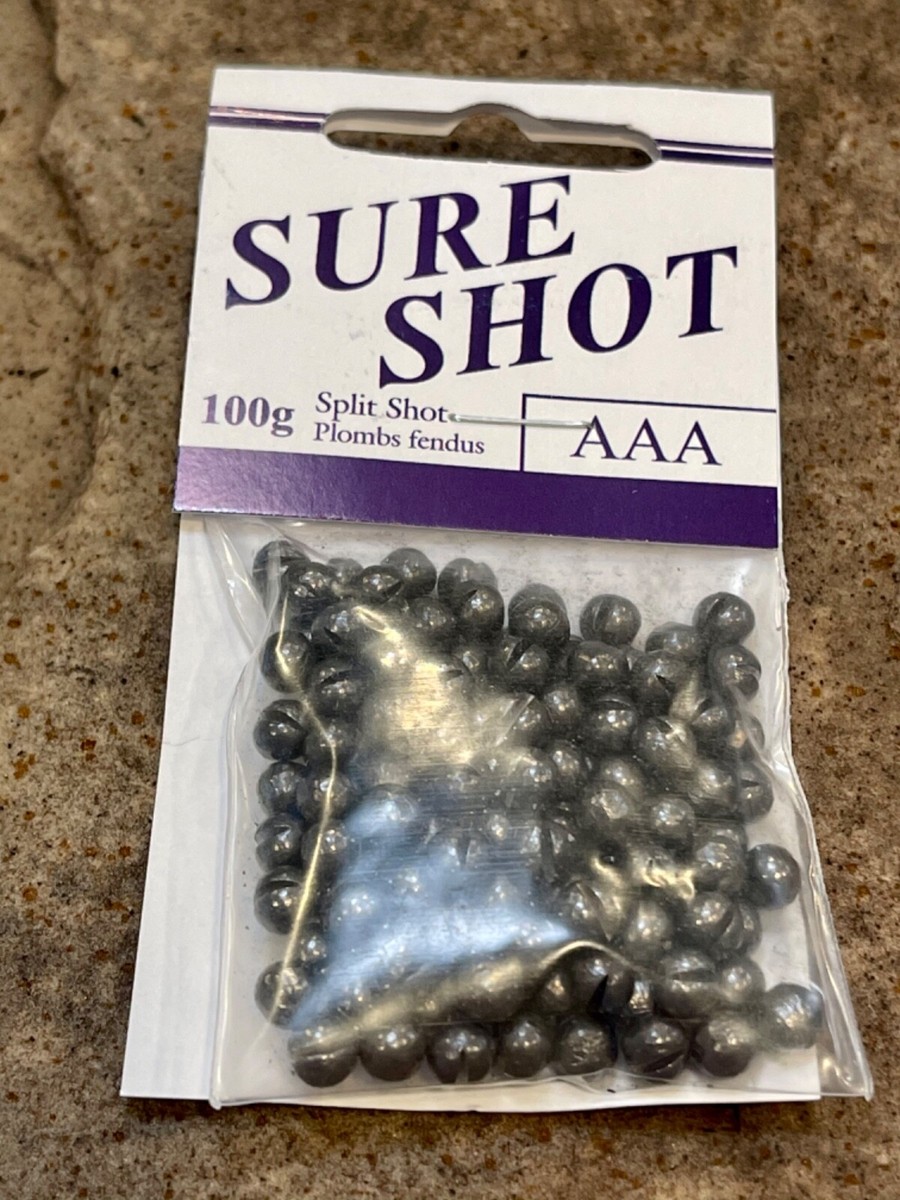 SURE
SHOT
100g
Split Shot
Plombs fendus
AAA